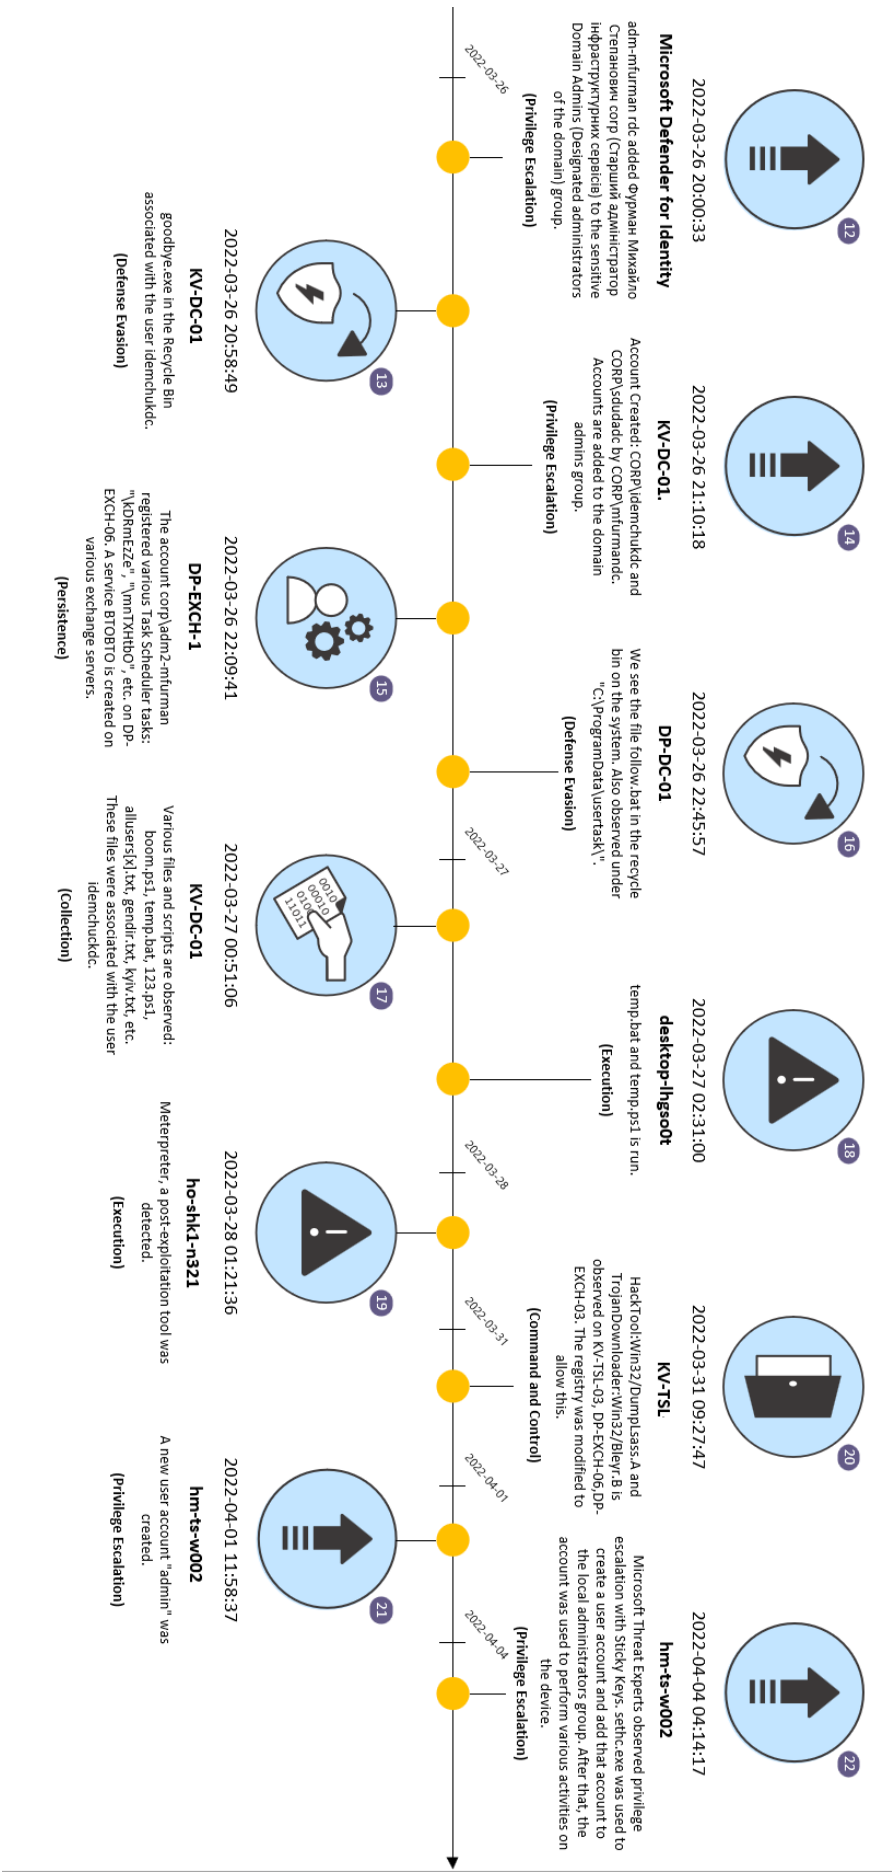 12
2022-03-26 20:00:33
Microsoft Defender for Identity
adm-mfurman rdc added Фурман Михайло
Степанович corp (Старший адміністратор
інфраструктурних сервісів) to the sensitive
Domain Admins (Designated administrators
of the domain) group.
(Privilege Escalation)
2022-03-26
13
2022-03-26 20:58:49
KV-DC-01
goodbye.exe in the Recycle Bin
associated with the user idemchukdc.
(Defense Evasion)
14
2022-03-26 21:10:18
KV-DC-01.
Account Created: CORP\idemchukdc and
CORP\sdudadc by CORP\mfurmandc.
Accounts are added to the domain
admins group.
(Privilege Escalation)
15
2022-03-26 22:09:41
DP-EXCH-1
The account corp\adm2-mfurman
registered various Task Scheduler tasks:
"\kDRmEzZe", "\mnTXHtbO", etc. on DP-
EXCH-06. A service BTOBTO is created on
various exchange servers.
(Persistence)
16
2022-03-26 22:45:57
DP-DC-01
We see the file follow.bat in the recycle
bin on the system. Also observed under
"C:\ProgramData\usertask\".
(Defense Evasion)
2022-03-27
17
0010
00010
010
11011
2022-03-27 00:51:06
KV-DC-01
Various files and scripts are observed:
boom.ps1, temp.bat, 123.ps1,
allusers[x].txt, gendir.txt, kyiv.txt, etc.
These files were associated with the user
idemchuckdc.
(Collection)
18
2022-03-27 02:31:00
desktop-lhgso0t
temp.bat and temp.ps1 is run.
(Execution)
2022-03-28
19
2022-03-28 01:21:36
ho-shk1-n321
Meterpreter, a post-exploitation tool was
detected.
(Execution)
2022-03-31
20
2022-03-31 09:27:47
KV-TSL
HackTool:Win32/DumpLsass.A and
TrojanDownloader:Win32/Bleyr.B is
observed on KV-TSL-03, DP-EXCH-06,DP-
EXCH-03. The registry was modified to
allow this.
(Command and Control)
2022-04-01
21
2022-04-01 11:58:37
hm-ts-w002
A new user account "admin" was
created.
(Privilege Escalation)
2022-04-04
22
2022-04-04 04:14:17
hm-ts-w002
Microsoft Threat Experts observed privilege
escalation with Sticky Keys. sethc.exe was used to
create a user account and add that account to
the local administrators group. After that, the
account was used to perform various activities on
the device.
(Privilege Escalation)